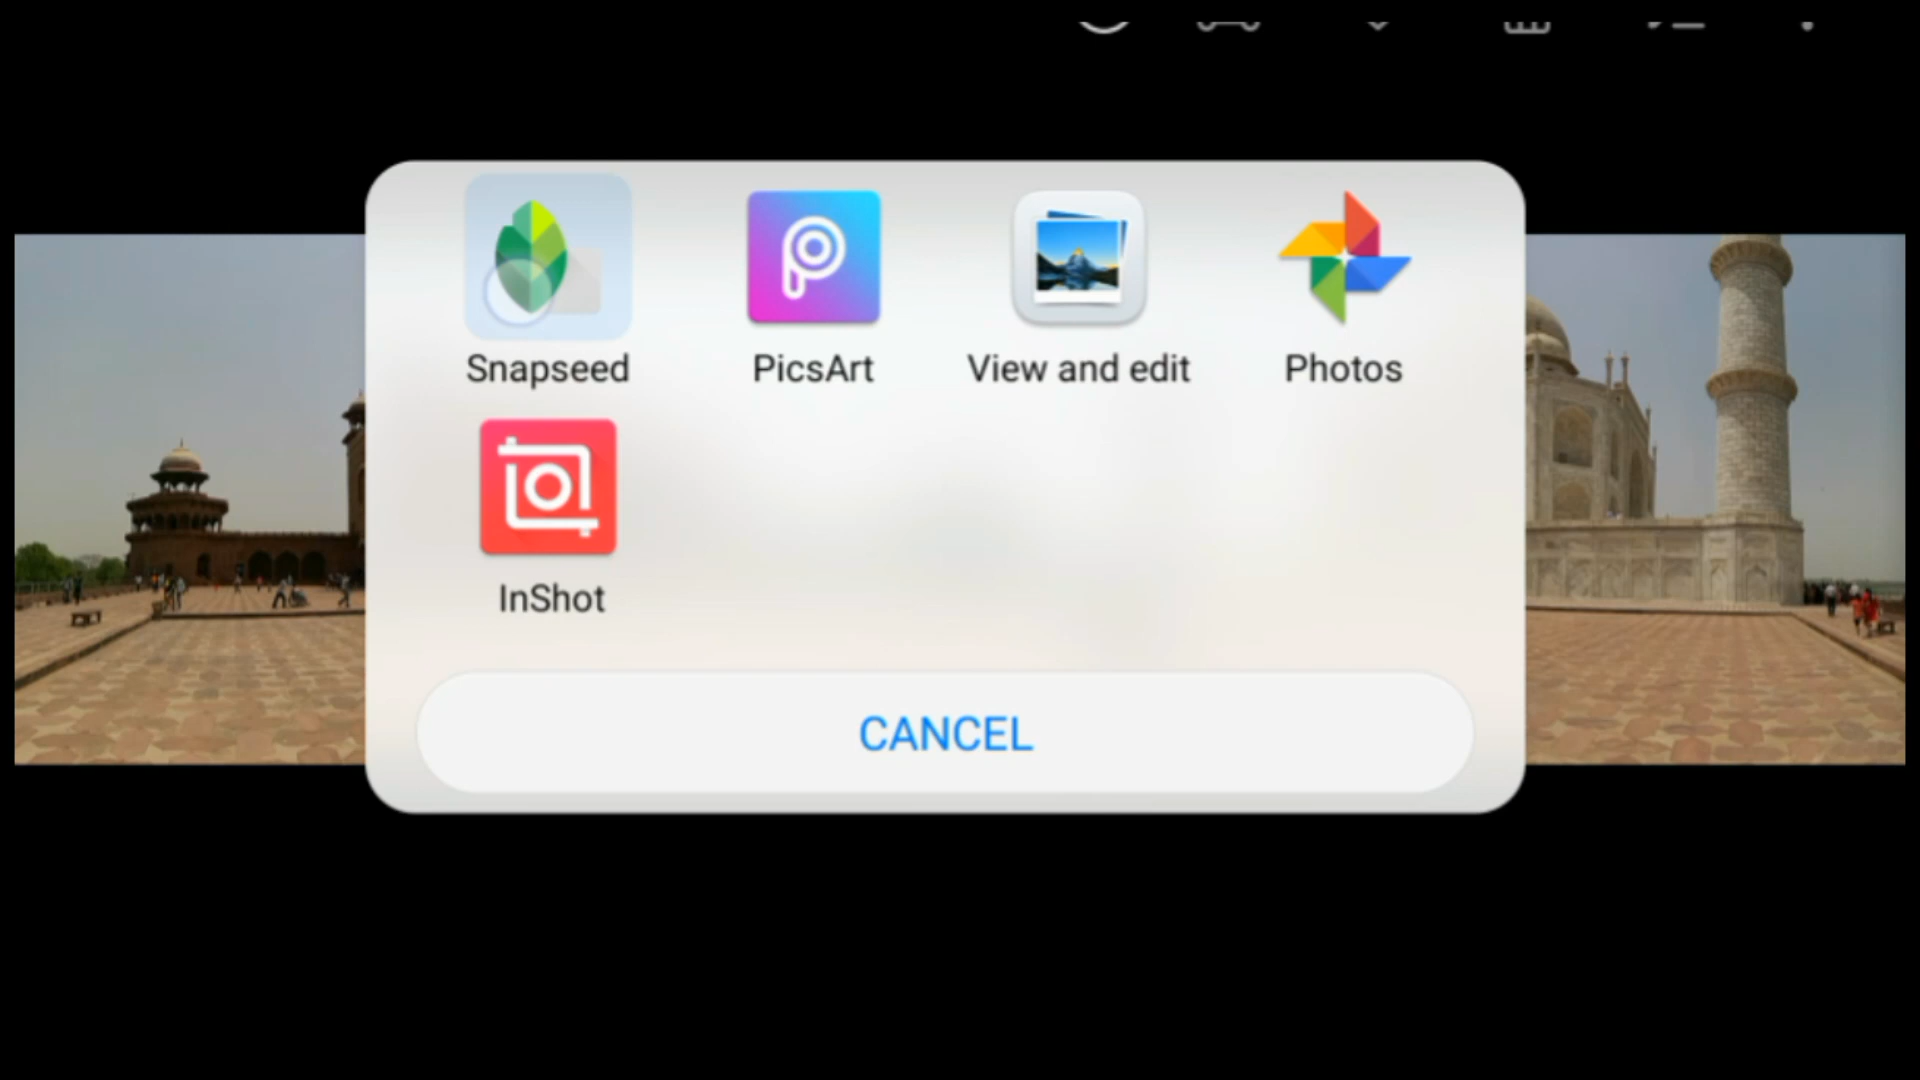 Snapseed
PicsArt
View and edit
Photos
InShot
CANCEL